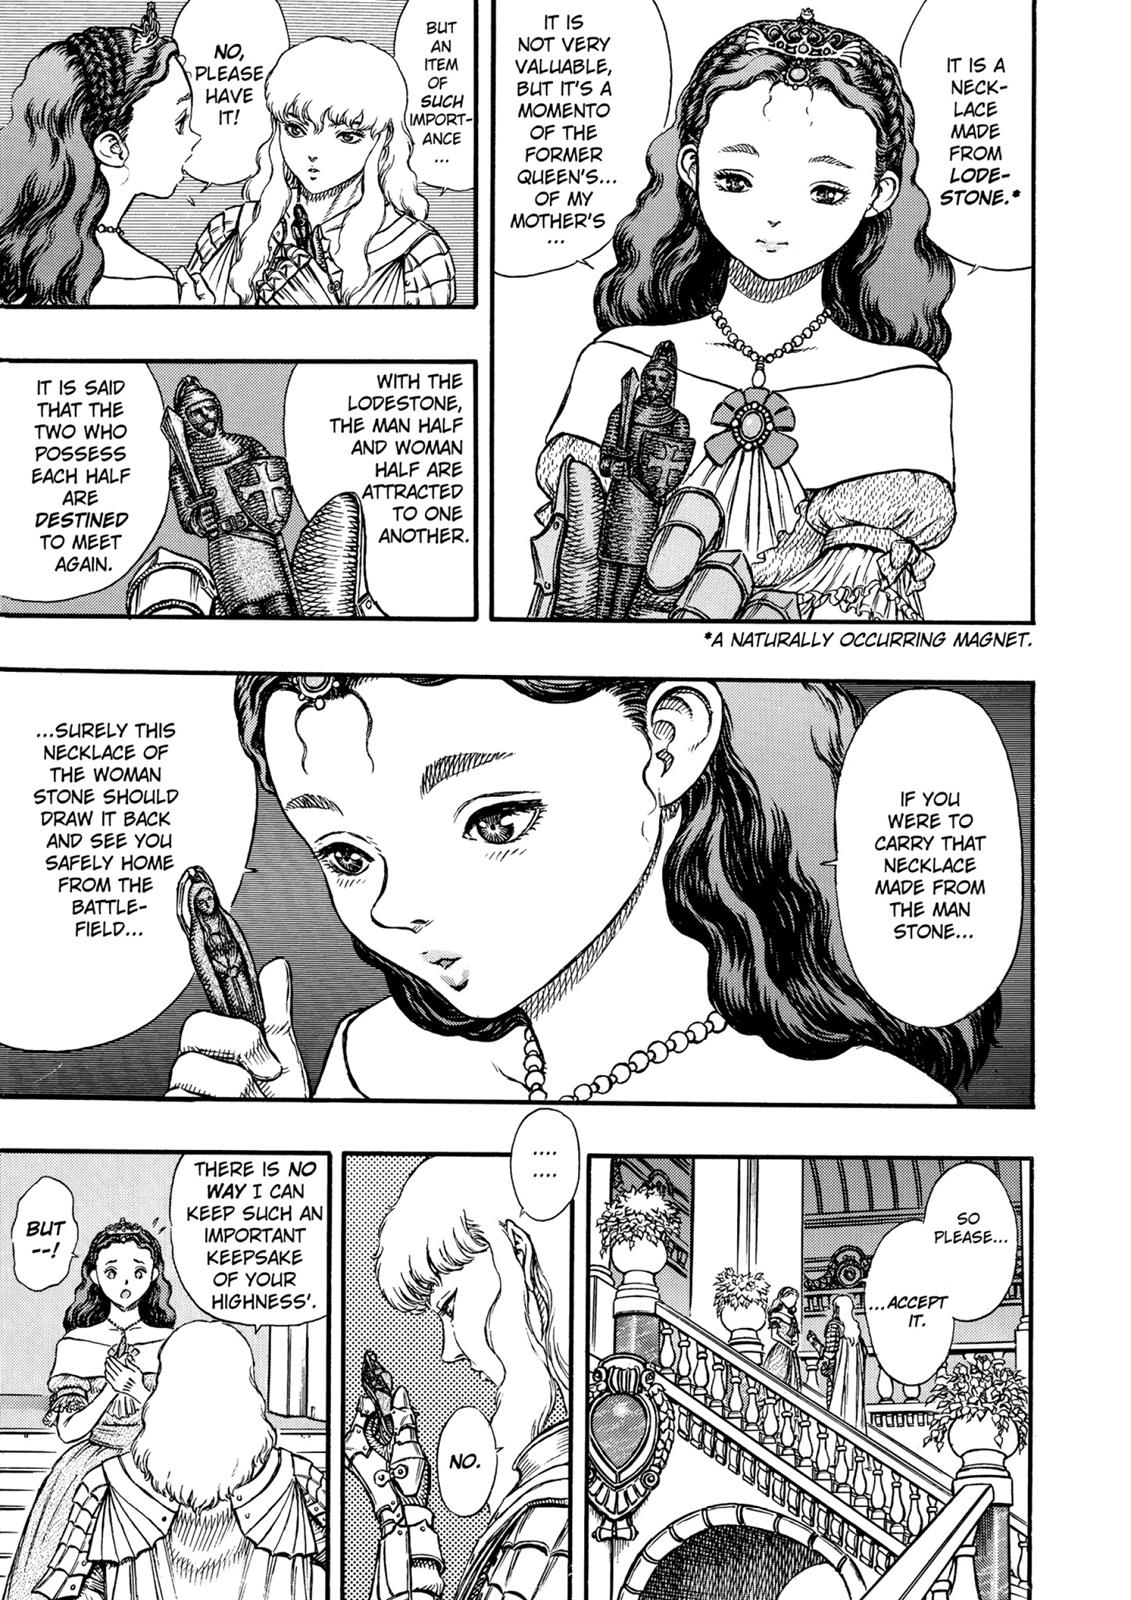 IT IS A
NECK-
LACE
MADE
FROM
LODE-
STONE.*
IT IS
NOT VERY
VALUABLE,
BUT IT'S A
MOMENTO
OF THE
FORMER
QUEEN'S...
OF MY
MOTHER'S
...
*A NATURALLY OCCURRING MAGNET.
BUT AN
ITEM
OF SUCH
IMPORT-
ANCE
...
NO,
PLEASE
HAVE
IT!
WITH THE
LODESTONE,
THE MAN HALF
AND WOMAN
HALF ARE
ATTRACTED
TO ONE
ANOTHER.
IT IS SAID
THAT THE
TWO WHO
POSSESS
EACH HALF
ARE
DESTINED
TO MEET
AGAIN.
IF YOU
WERE TO
CARRY THAT
NECKLACE
MADE FROM
THE MAN
STONE...
...SURELY THIS
NECKLACE OF
THE WOMAN
STONE SHOULD
DRAW IT BACK
AND SEE YOU
SAFELY HOME
FROM THE
BATTLE-
FIELD...
SO
PLEASE...
...ACCEPT
IT.
....
....
NO.
THERE IS NO
WAY I CAN
KEEP SUCH AN
IMPORTANT
KEEPSAKE
OF YOUR
HIGHNESS'.
BUT
--!